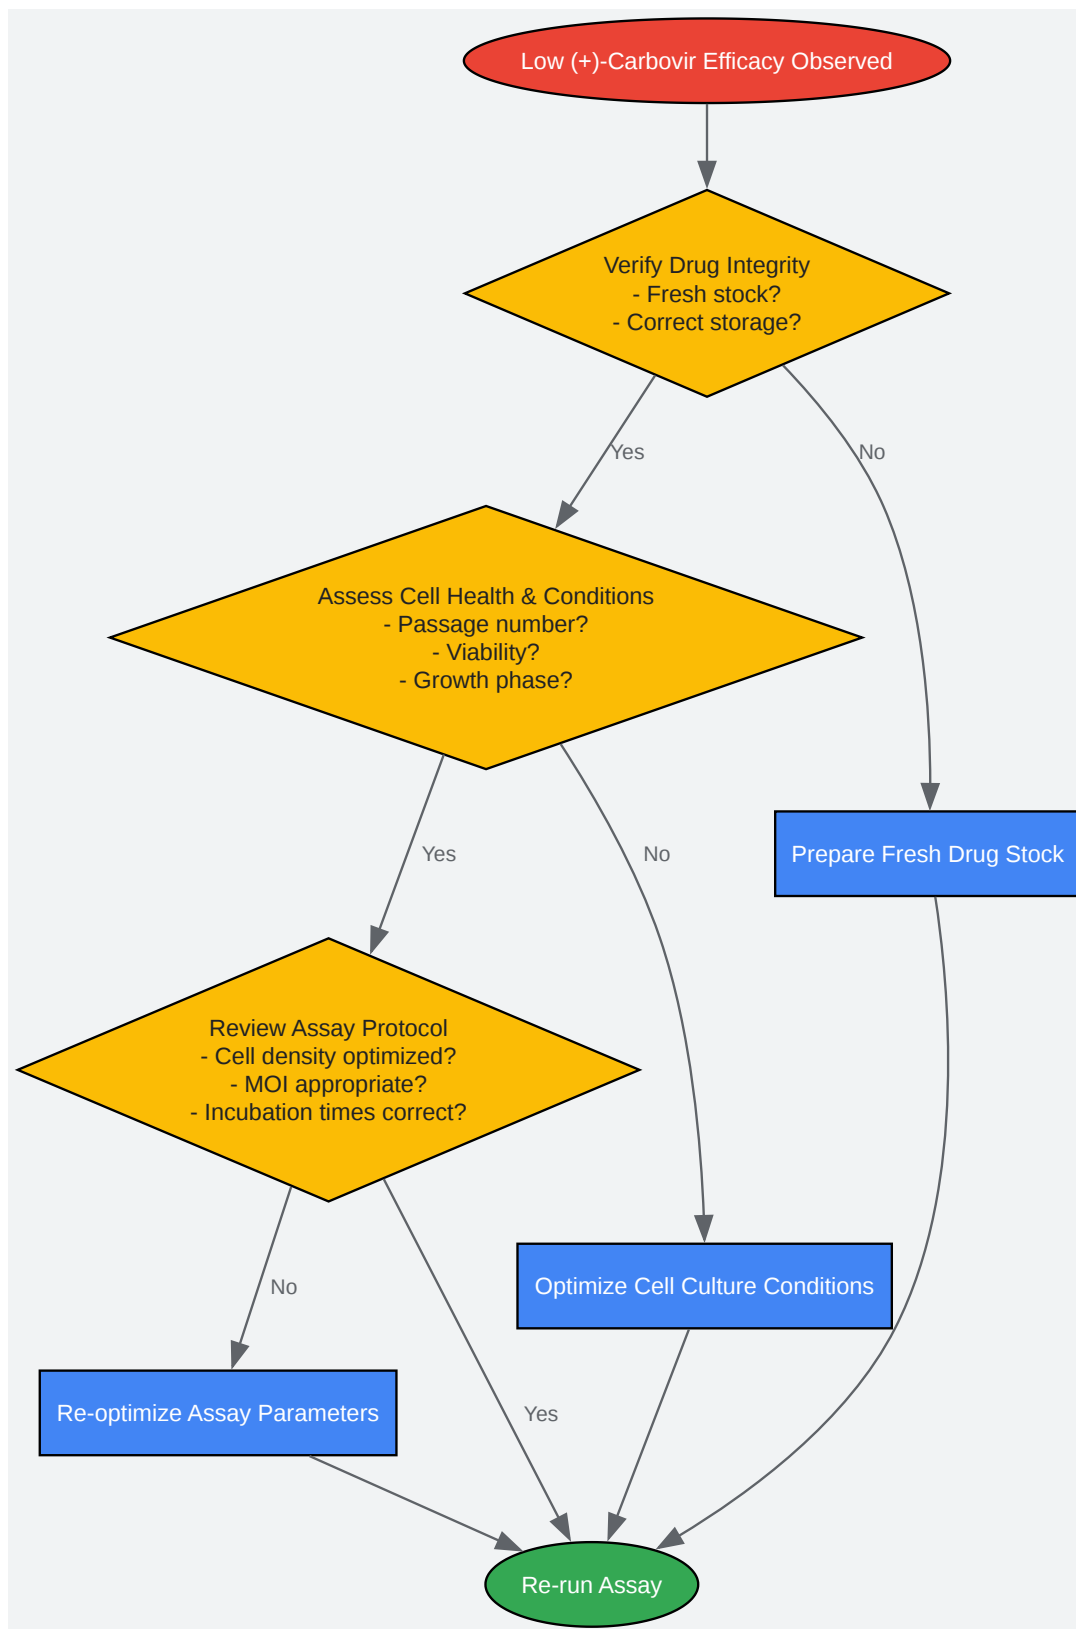 Low (+)-Carbovir Efficacy Observed
Verify Drug Integrity
- Fresh stock?
- Correct storage?
Yes
No
Assess Cell Health & Conditions
- Passage number?
- Viability?
- Growth phase?
Yes
No
Prepare Fresh Drug Stock
Review Assay Protocol
- Cell density optimized?
- MOI appropriate?
- Incubation times correct?
No
Optimize Cell Culture Conditions
Re-optimize Assay Parameters
Yes
Re-run Assay